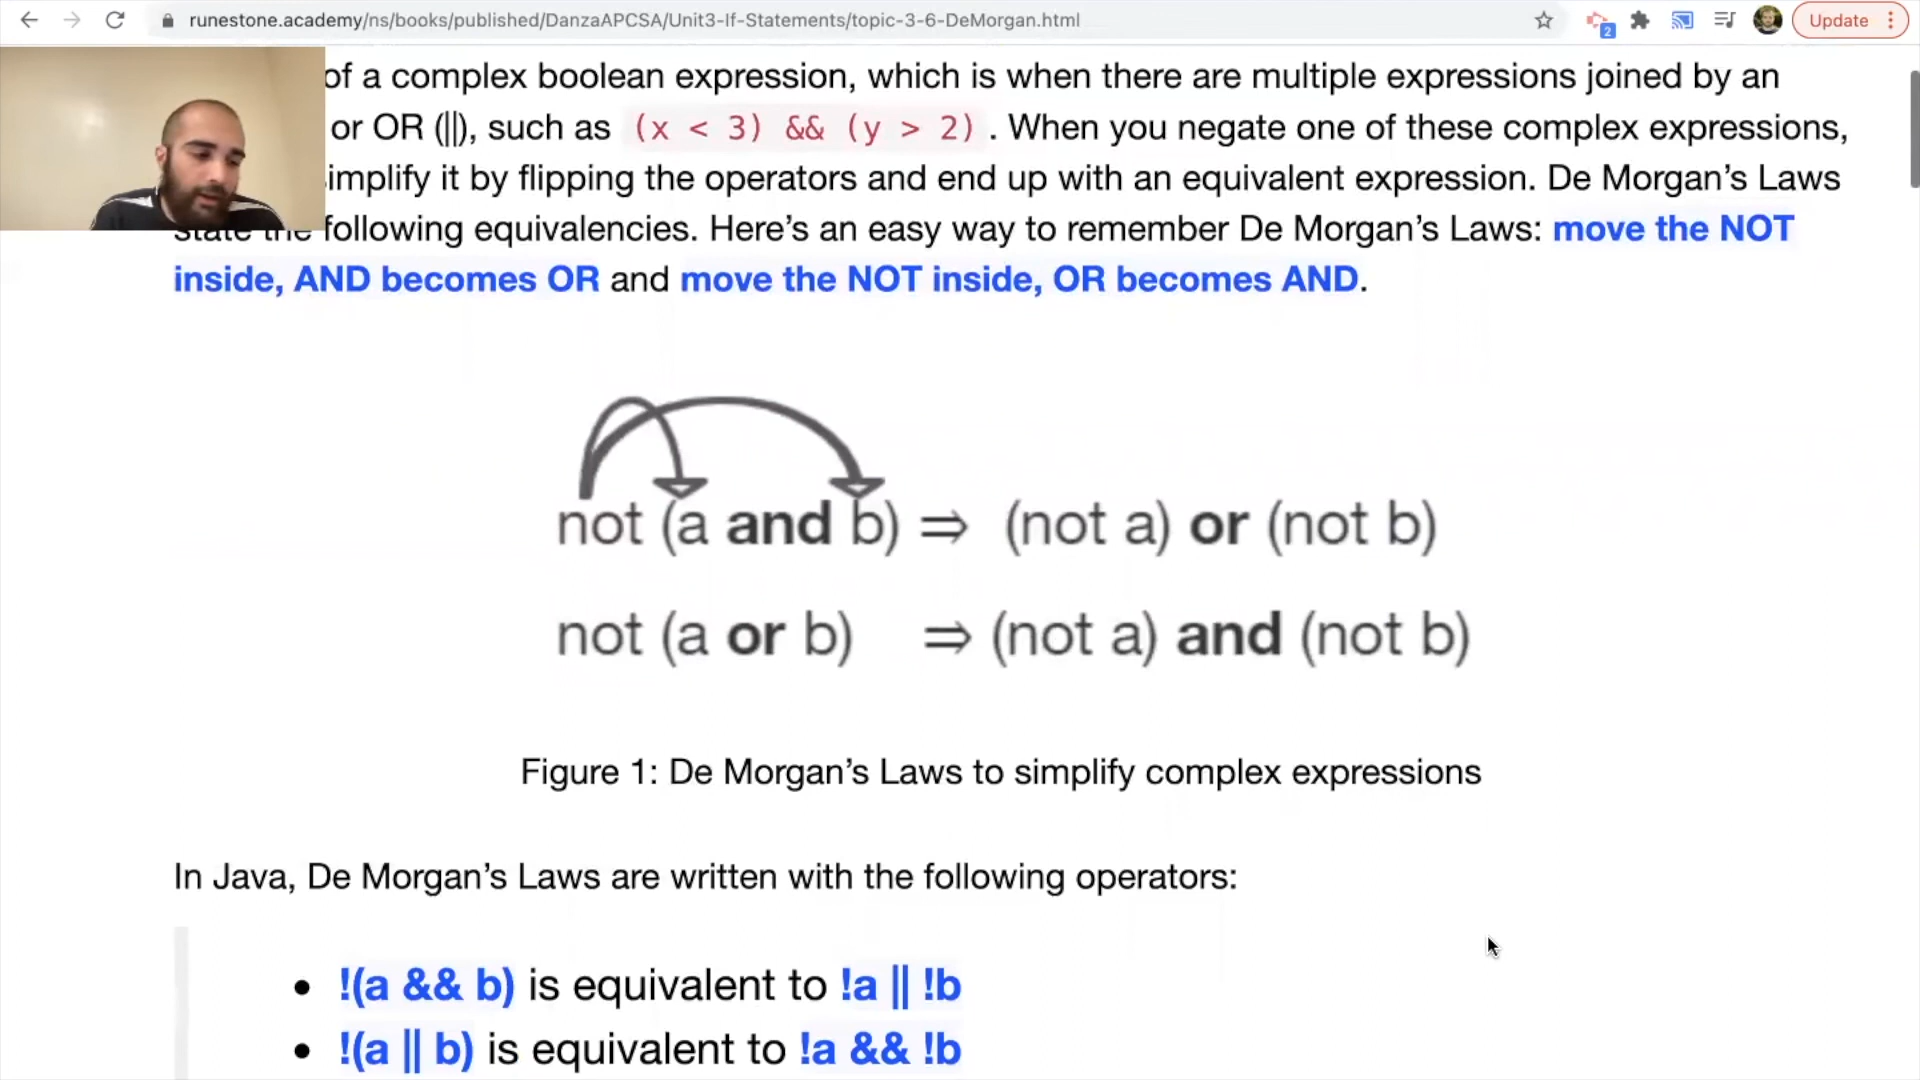 runestone.academy/ns/books/published/DanzaAPCSA/Unit3-If-Statements/topic-3-6-DeMorgan.html
2
Update
of a complex boolean expression, which is when there are multiple expressions joined by an
or OR (||), such as (x < 3) && (y > 2) . When you negate one of these complex expressions,
implify it by flipping the operators and end up with an equivalent expression. De Morgan’s Laws
state the following equivalencies. Here’s an easy way to remember De Morgan’s Laws: move the NOT
inside, AND becomes OR and move the NOT inside, OR becomes AND.
not (a and b) ⇒ (not a) or (not b)
not (a or b) ⇒ (not a) and (not b)
Figure 1: De Morgan’s Laws to simplify complex expressions
In Java, De Morgan’s Laws are written with the following operators:
• !(a && b) is equivalent to !a || !b
• !(a || b) is equivalent to !a && !b